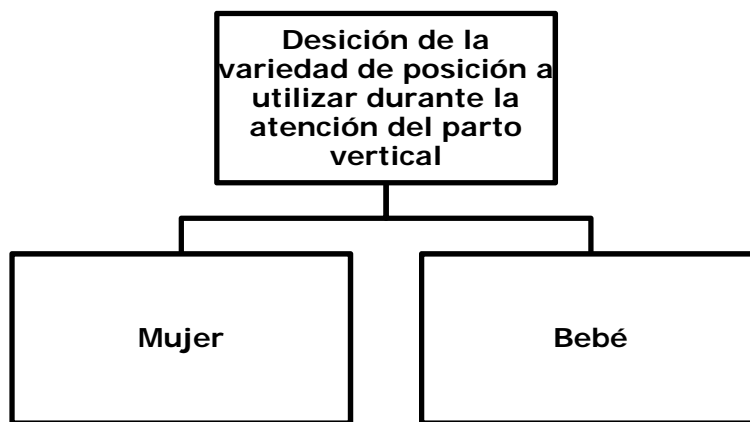 Desición de la
variedad de posición a
utilizar durante la
atención del parto
vertical
Mujer
Bebé